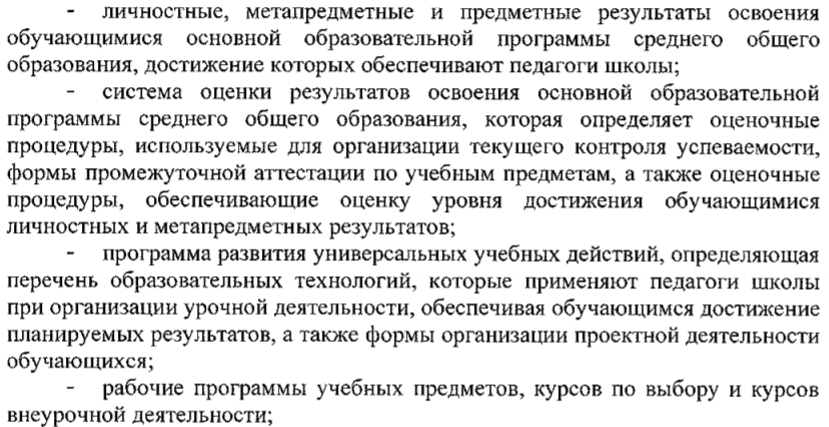 - личностные, метапредметные и предметные результаты освоения
обучающимися основной образовательной программы среднего общего
образования, достижение которых обеспечивают педагоги школы;
- система оценки результатов освоения основной образовательной
программы среднего общего образования, которая определяет оценочные
процедуры, используемые для организации текущего контроля успеваемости,
формы промежуточной аттестации по учебным предметам, а также оценочные
процедуры, обеспечивающие оценку уровня достижения обучающимися
личностных и метапредметных результатов;
- программа развития универсальных учебных действий, определяющая
перечень образовательных технологий, которые применяют педагоги школы
при организации урочной деятельности, обеспечивая обучающимся достижение
планируемых результатов, а также формы организации проектной деятельности
обучающихся;
- рабочие программы учебных предметов, курсов по выбору и курсов
внеурочной деятельности;